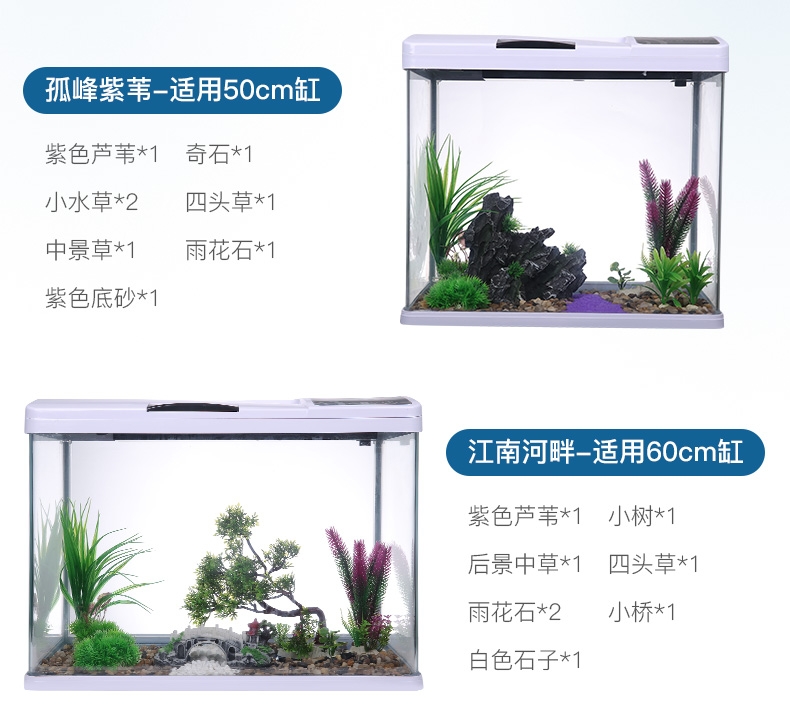 孤峰紫苇-适用50cm缸
紫色芦苇*1 奇石*1
小水草*2 四头草*1
中景草*1 雨花石*1
紫色底砂*1
江南河畔-适用60cm缸
紫色芦苇*1 小树*1
后景中草*1 四头草*1
雨花石*2 小桥*1
白色石子*1